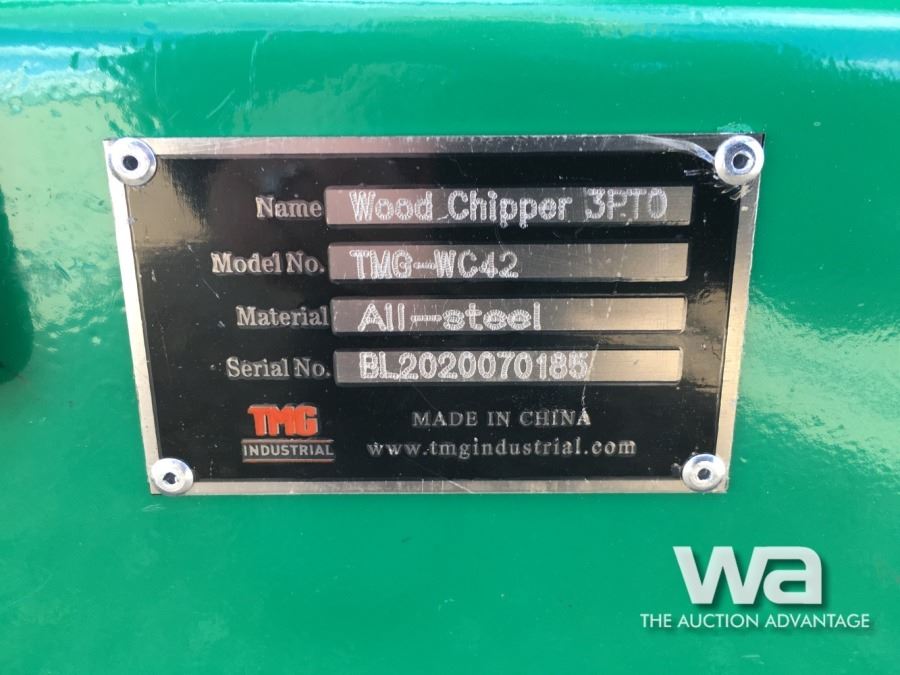 Name Wood Chipper 3PTO
Model No. TMG-WC42
Material All-steel
Serial No. BL2020070185
TMG
INDUSTRIAL
MADE IN CHINA
www.tmgindustrial.com
wa
THE AUCTION ADVANTAGE